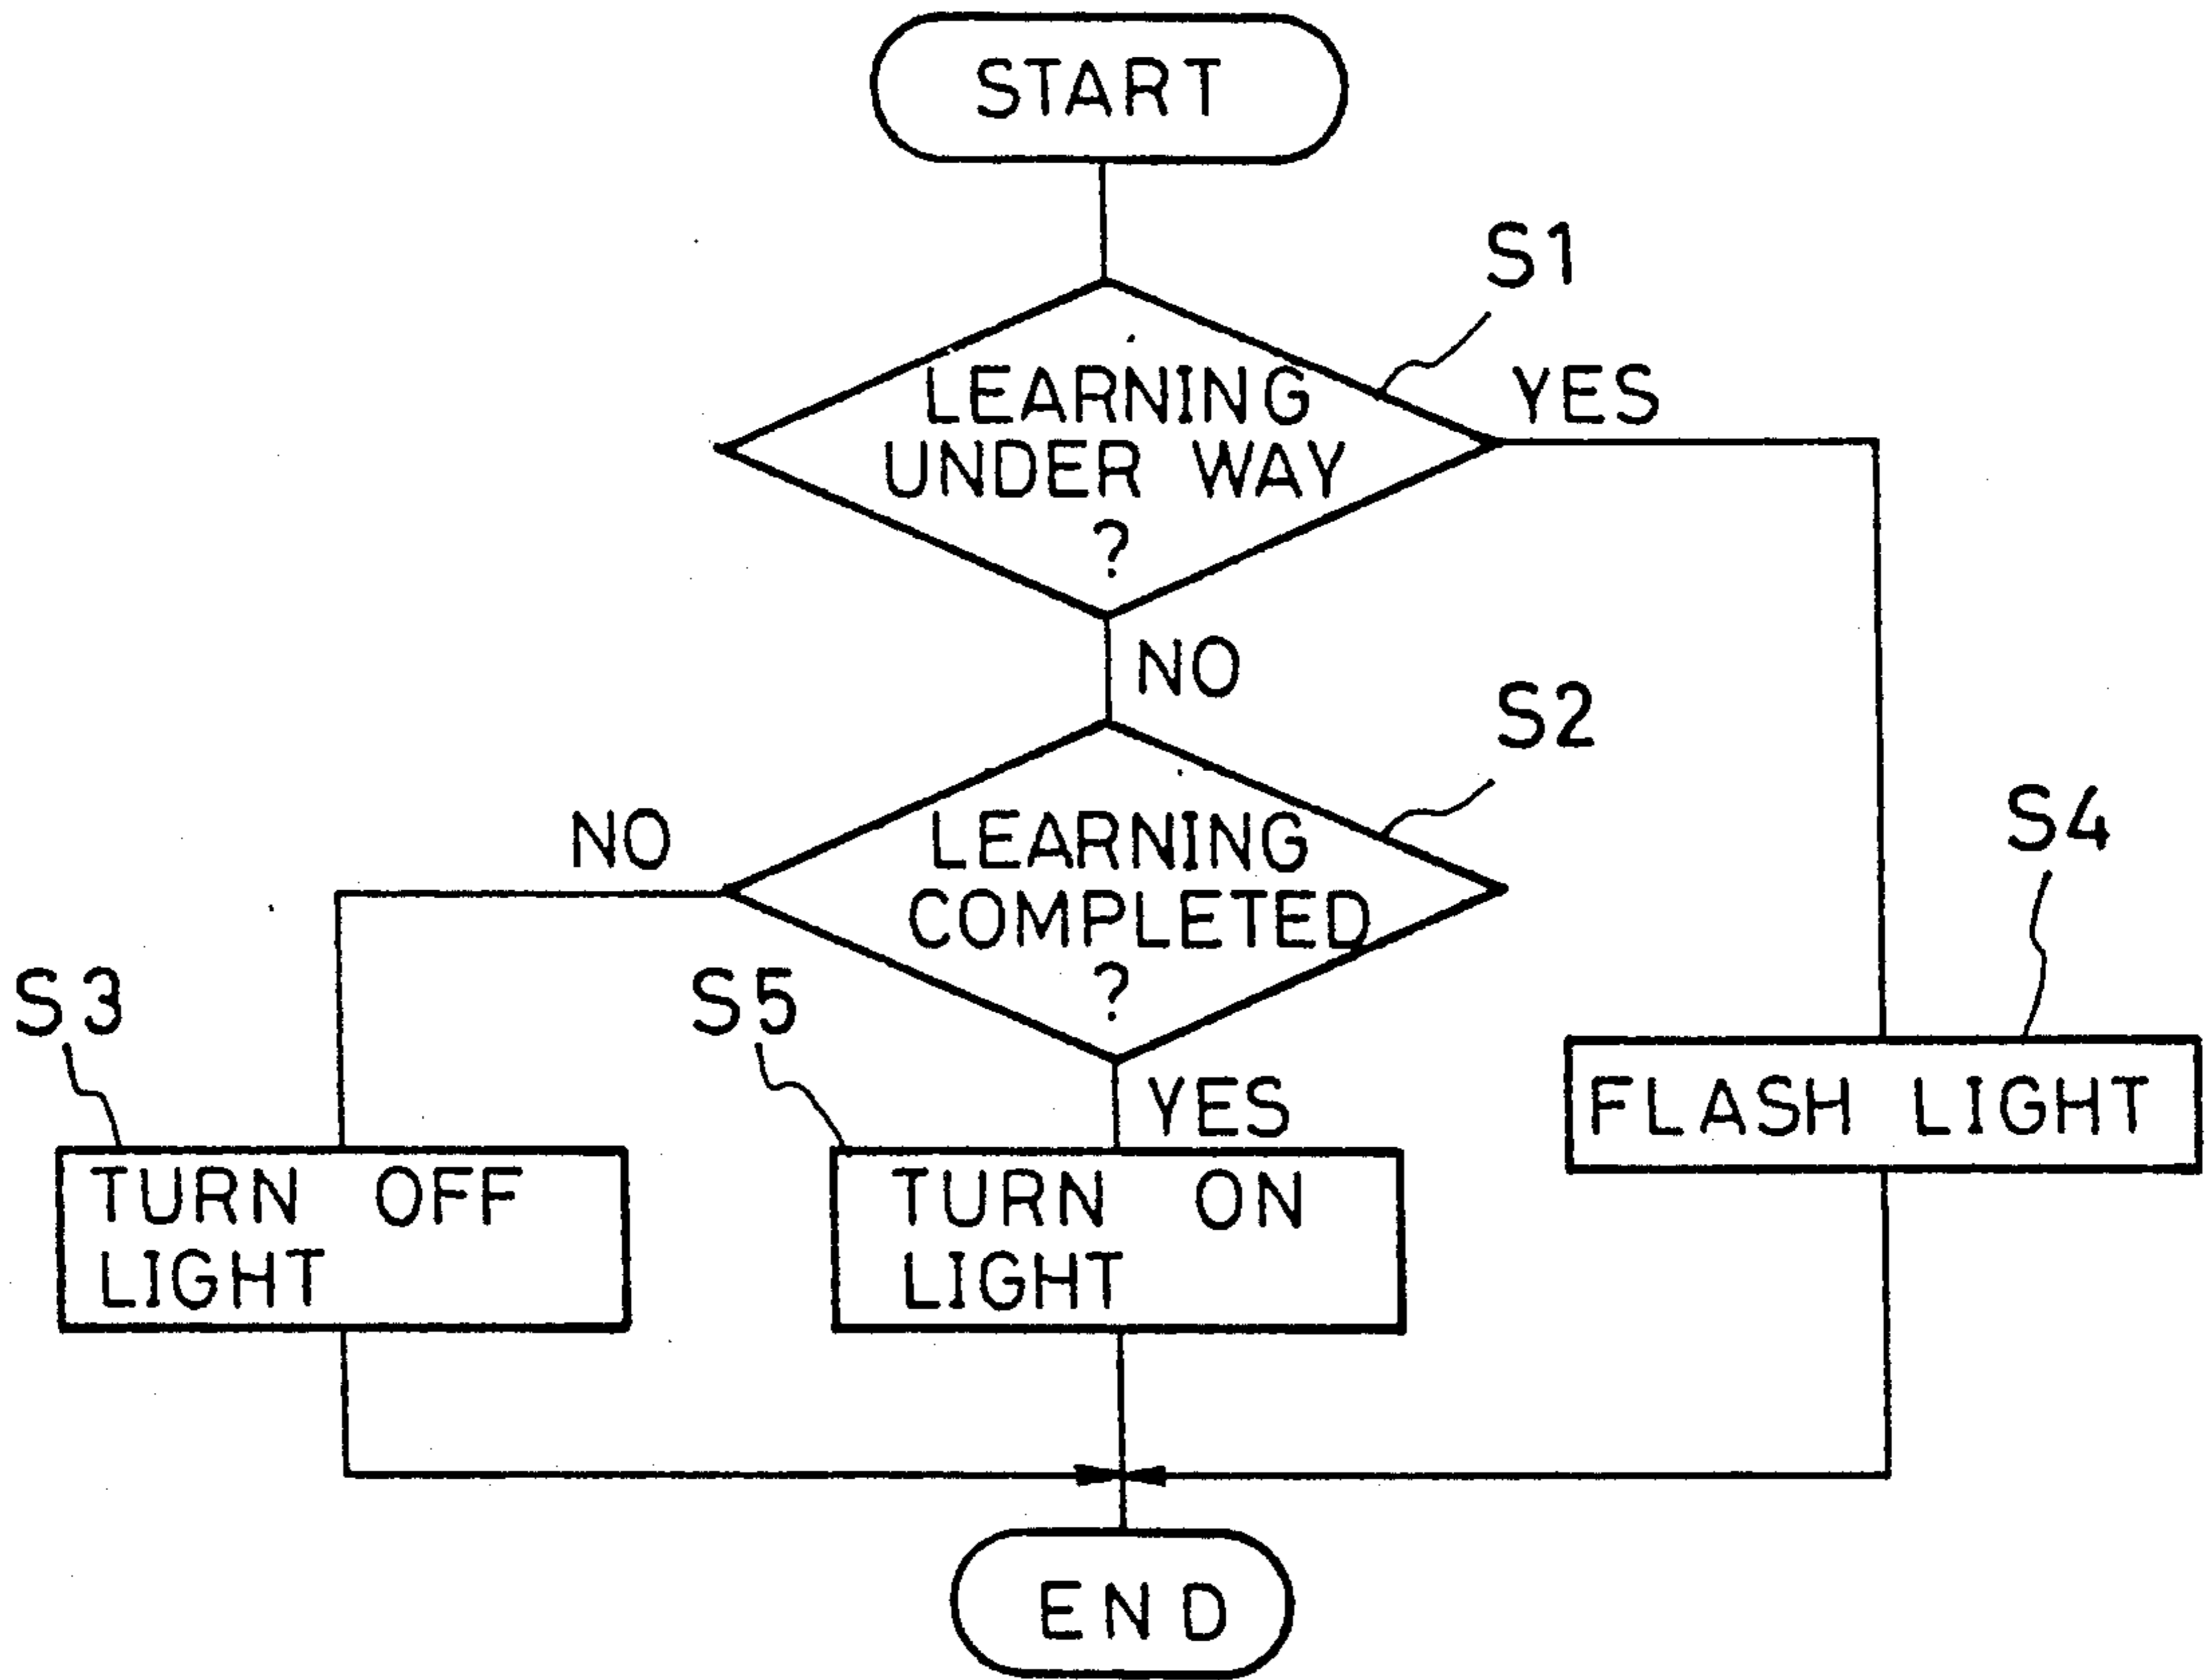 START
S1
LEARNING
UNDER WAY
?
YES
NO
S2
LEARNING
COMPLETED
?
NO
YES
S4
S3
S5
FLASH LIGHT
TURN OFF
LIGHT
TURN ON
LIGHT
END